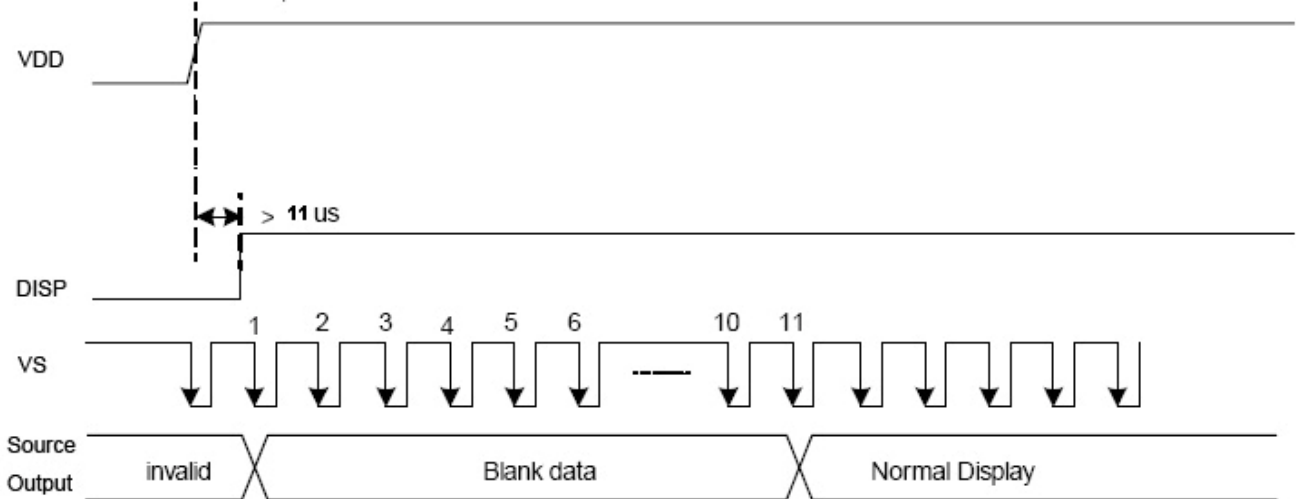 VDD
> 11 us
DISP
1 2 3 4 5 6 10 11
VS
Source
Output
invalid Blank data Normal Display